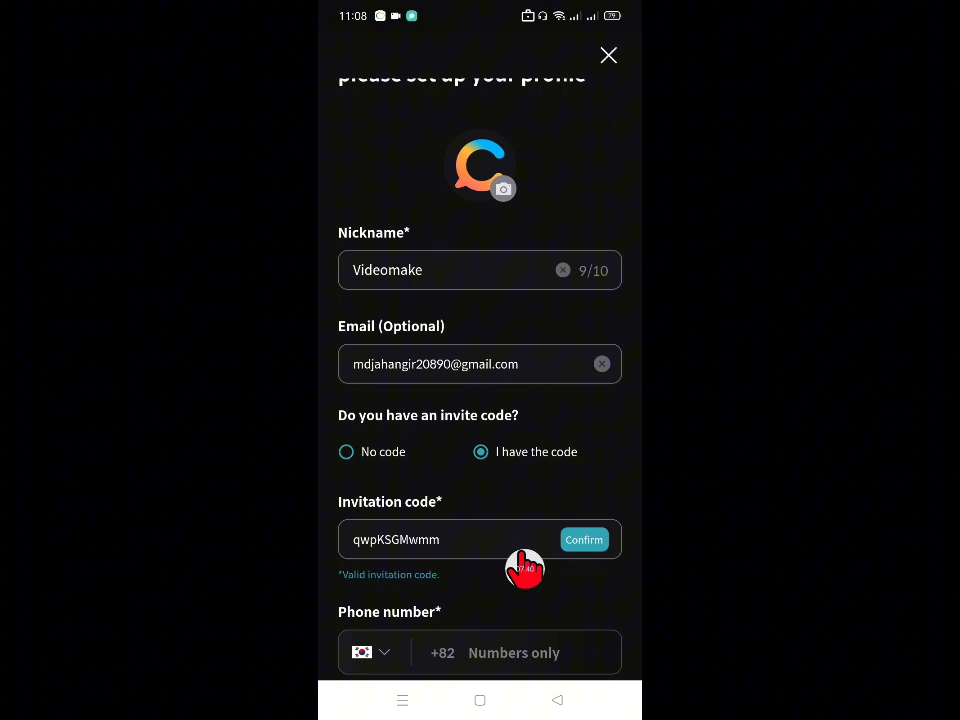 11:08
79
please set up your profile
Nickname*
Videomake
9/10
Email (Optional)
mdjahangir20890@gmail.com
Do you have an invite code?
No code
I have the code
Invitation code*
qwpKSGMwmm
Confirm
*Valid invitation code.
Phone number*
+82
Numbers only